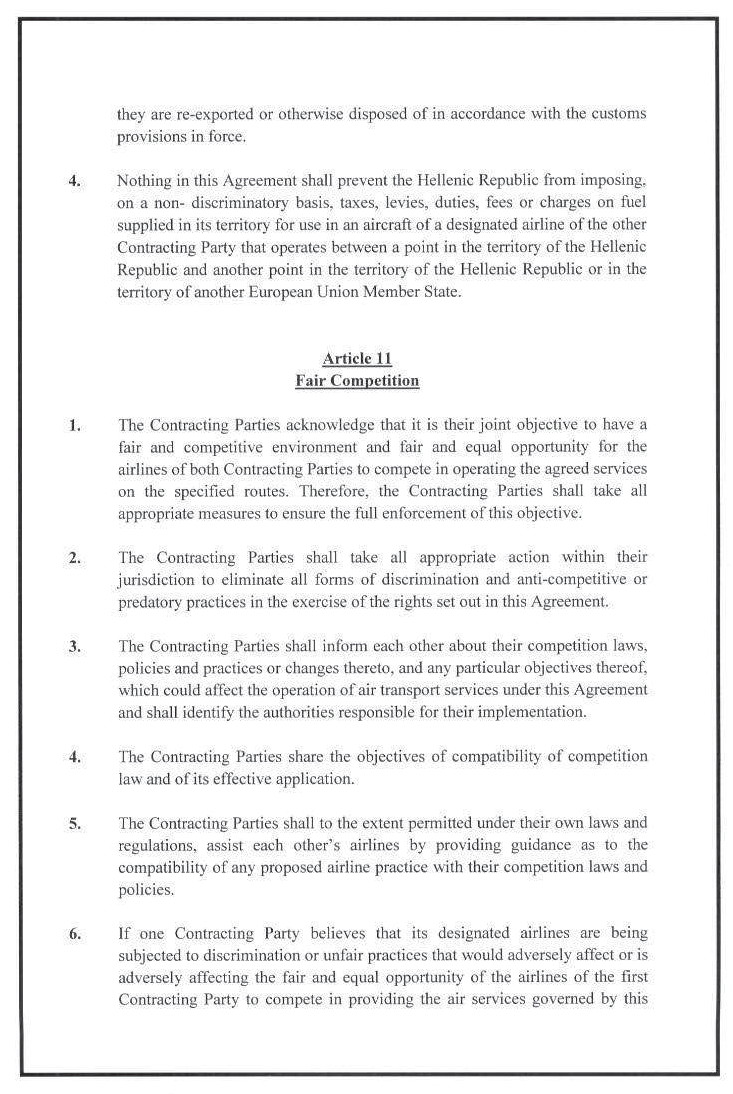 they are re-exported or otherwise disposed of in accordance with the customs
provisions in force.
4. Nothing in this Agreement shall prevent the Hellenic Republic from imposing,
on a non- discriminatory basis, taxes, levies, duties, fees or charges on fuel
supplied in its territory for use in an aircraft of a designated airline of the other
Contracting Party that operates between a point in the territory of the Hellenic
Republic and another point in the territory of the Hellenic Republic or in the
territory of another European Union Member State.
Article 11
Fair Competition
1. The Contracting Parties acknowledge that it is their joint objective to have a
fair and competitive environment and fair and equal opportunity for the
airlines of both Contracting Parties to compete in operating the agreed services
on the specified routes. Therefore, the Contracting Parties shall take all
appropriate measures to ensure the full enforcement of this objective.
2. The Contracting Parties shall take all appropriate action within their
jurisdiction to eliminate all forms of discrimination and anti-competitive or
predatory practices in the exercise of the rights set out in this Agreement.
3. The Contracting Parties shall inform each other about their competition laws,
policies and practices or changes thereto, and any particular objectives thereof,
which could affect the operation of air transport services under this Agreement
and shall identify the authorities responsible for their implementation.
4. The Contracting Parties share the objectives of compatibility of competition
law and of its effective application.
5. The Contracting Parties shall to the extent permitted under their own laws and
regulations, assist each other's airlines by providing guidance as to the
compatibility of any proposed airline practice with their competition laws and
policies.
6. If one Contracting Party believes that its designated airlines are being
subjected to discrimination or unfair practices that would adversely affect or is
adversely affecting the fair and equal opportunity of the airlines of the first
Contracting Party to compete in providing the air services governed by this